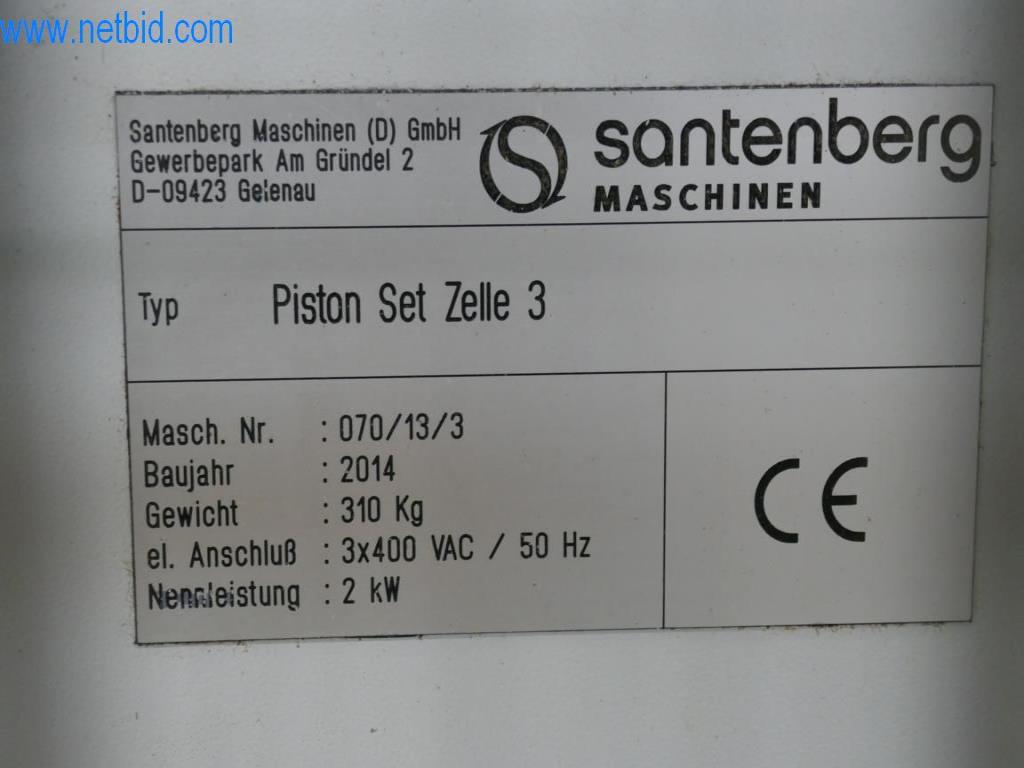 www.netbid.com
Santenberg Maschinen (D) GmbH
Gewerbepark Am Gründel 2
D-09423 Gelenau
santenberg
MASCHINEN
Typ Piston Set Zelle 3
Masch. Nr. : 070/13/3
Baujahr : 2014
Gewicht : 310 Kg
el. Anschluß : 3x400 VAC / 50 Hz
Nennleistung : 2 kW
CE